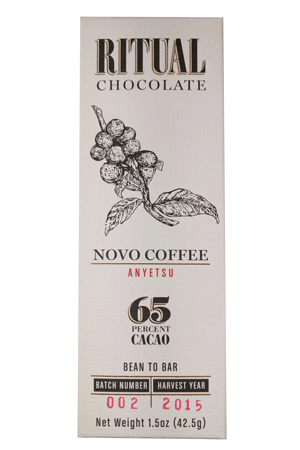 RITUAL
CHOCOLATE
NOVO COFFEE
ANYETSU
65
PERCENT
CACAO
BEAN TO BAR
BATCH NUMBER HARVEST YEAR
002 2015
Net Weight 1.5oz (42.5g)